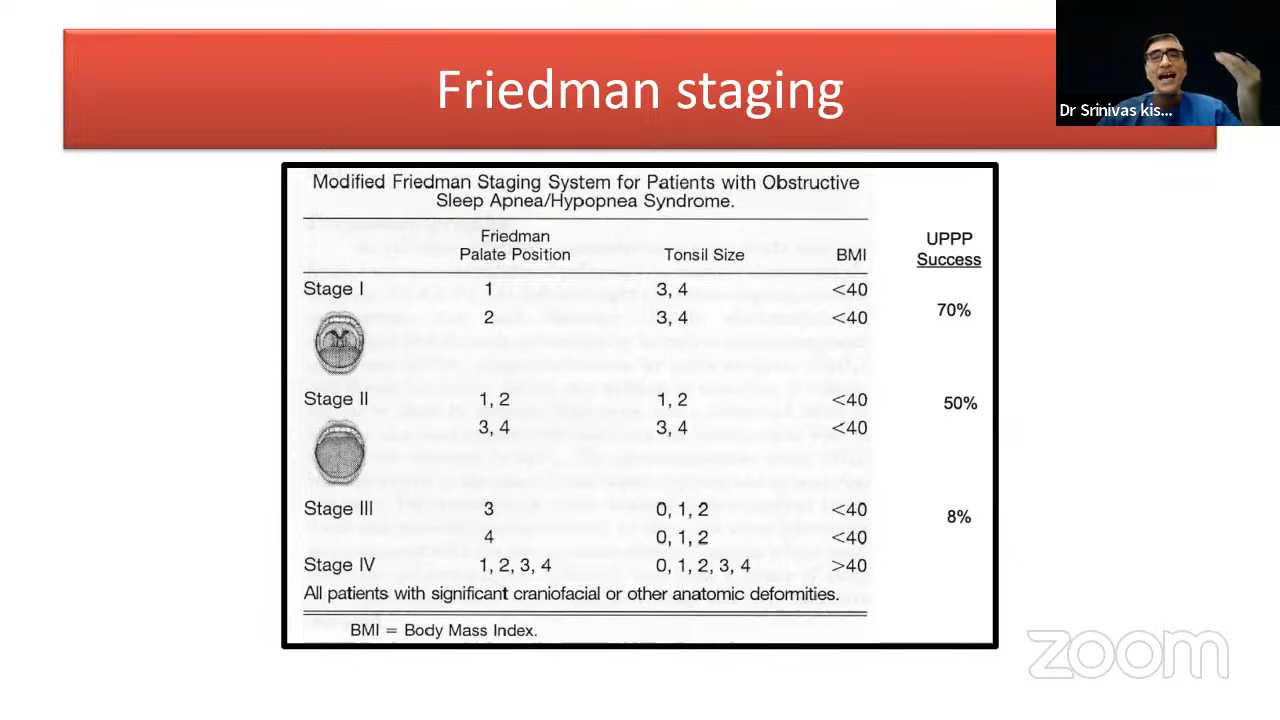 Friedman staging
Dr Srinivas kis...
Modified Friedman Staging System for Patients with Obstructive
Sleep Apnea/Hypopnea Syndrome.
Friedman
Palate Position Tonsil Size BMI
UPPP
Success
Stage I 1 3, 4 <40
2 3, 4 <40
70%
Stage II 1, 2 1, 2 <40
50%
3, 4 3, 4 <40
Stage III 3 0, 1, 2 <40
8%
4 0, 1, 2 <40
Stage IV 1, 2, 3, 4 0, 1, 2, 3, 4 >40
All patients with significant craniofacial or other anatomic deformities.
BMI = Body Mass Index.
zoom